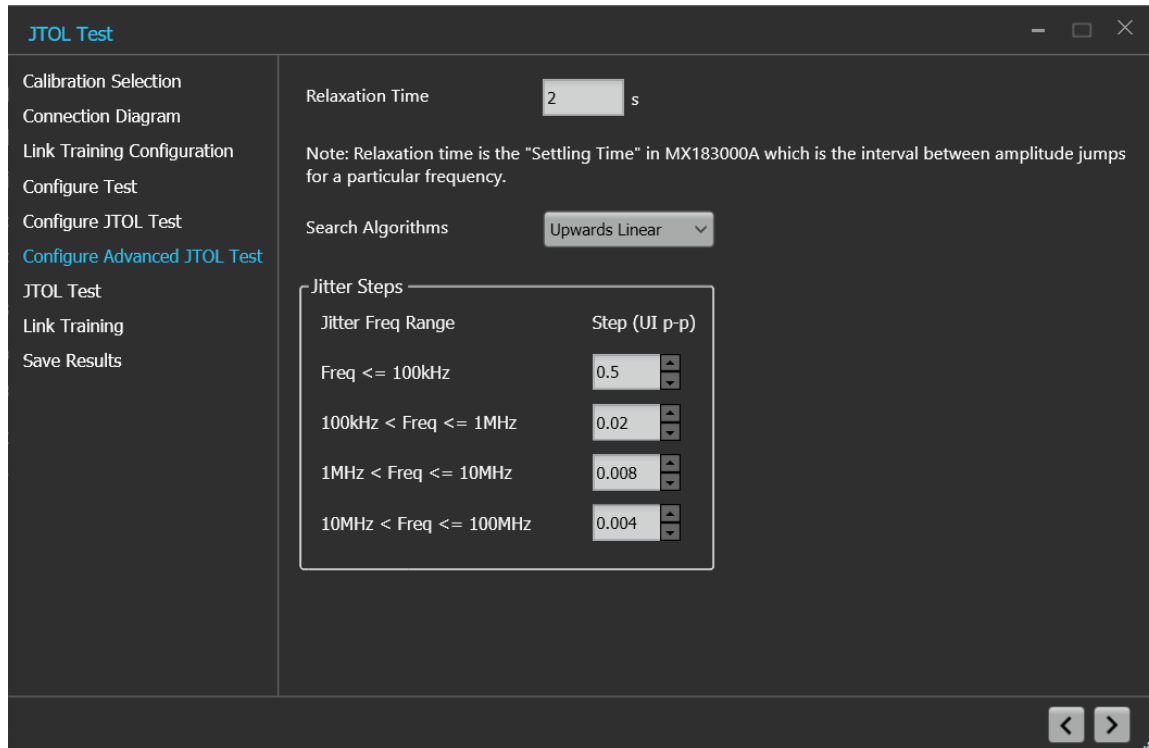 JTOL Test
Calibration Selection
Connection Diagram
Link Training Configuration
Configure Test
Configure JTOL Test
Configure Advanced JTOL Test
JTOL Test
Link Training
Save Results
Relaxation Time 2 s
Note: Relaxation time is the "Settling Time" in MX183000A which is the interval between amplitude jumps
for a particular frequency.
Search Algorithms Upwards Linear
Jitter Steps
Jitter Freq Range Step (UI p-p)
Freq <= 100kHz 0.5
100kHz < Freq <= 1MHz 0.02
1MHz < Freq <= 10MHz 0.008
10MHz < Freq <= 100MHz 0.004